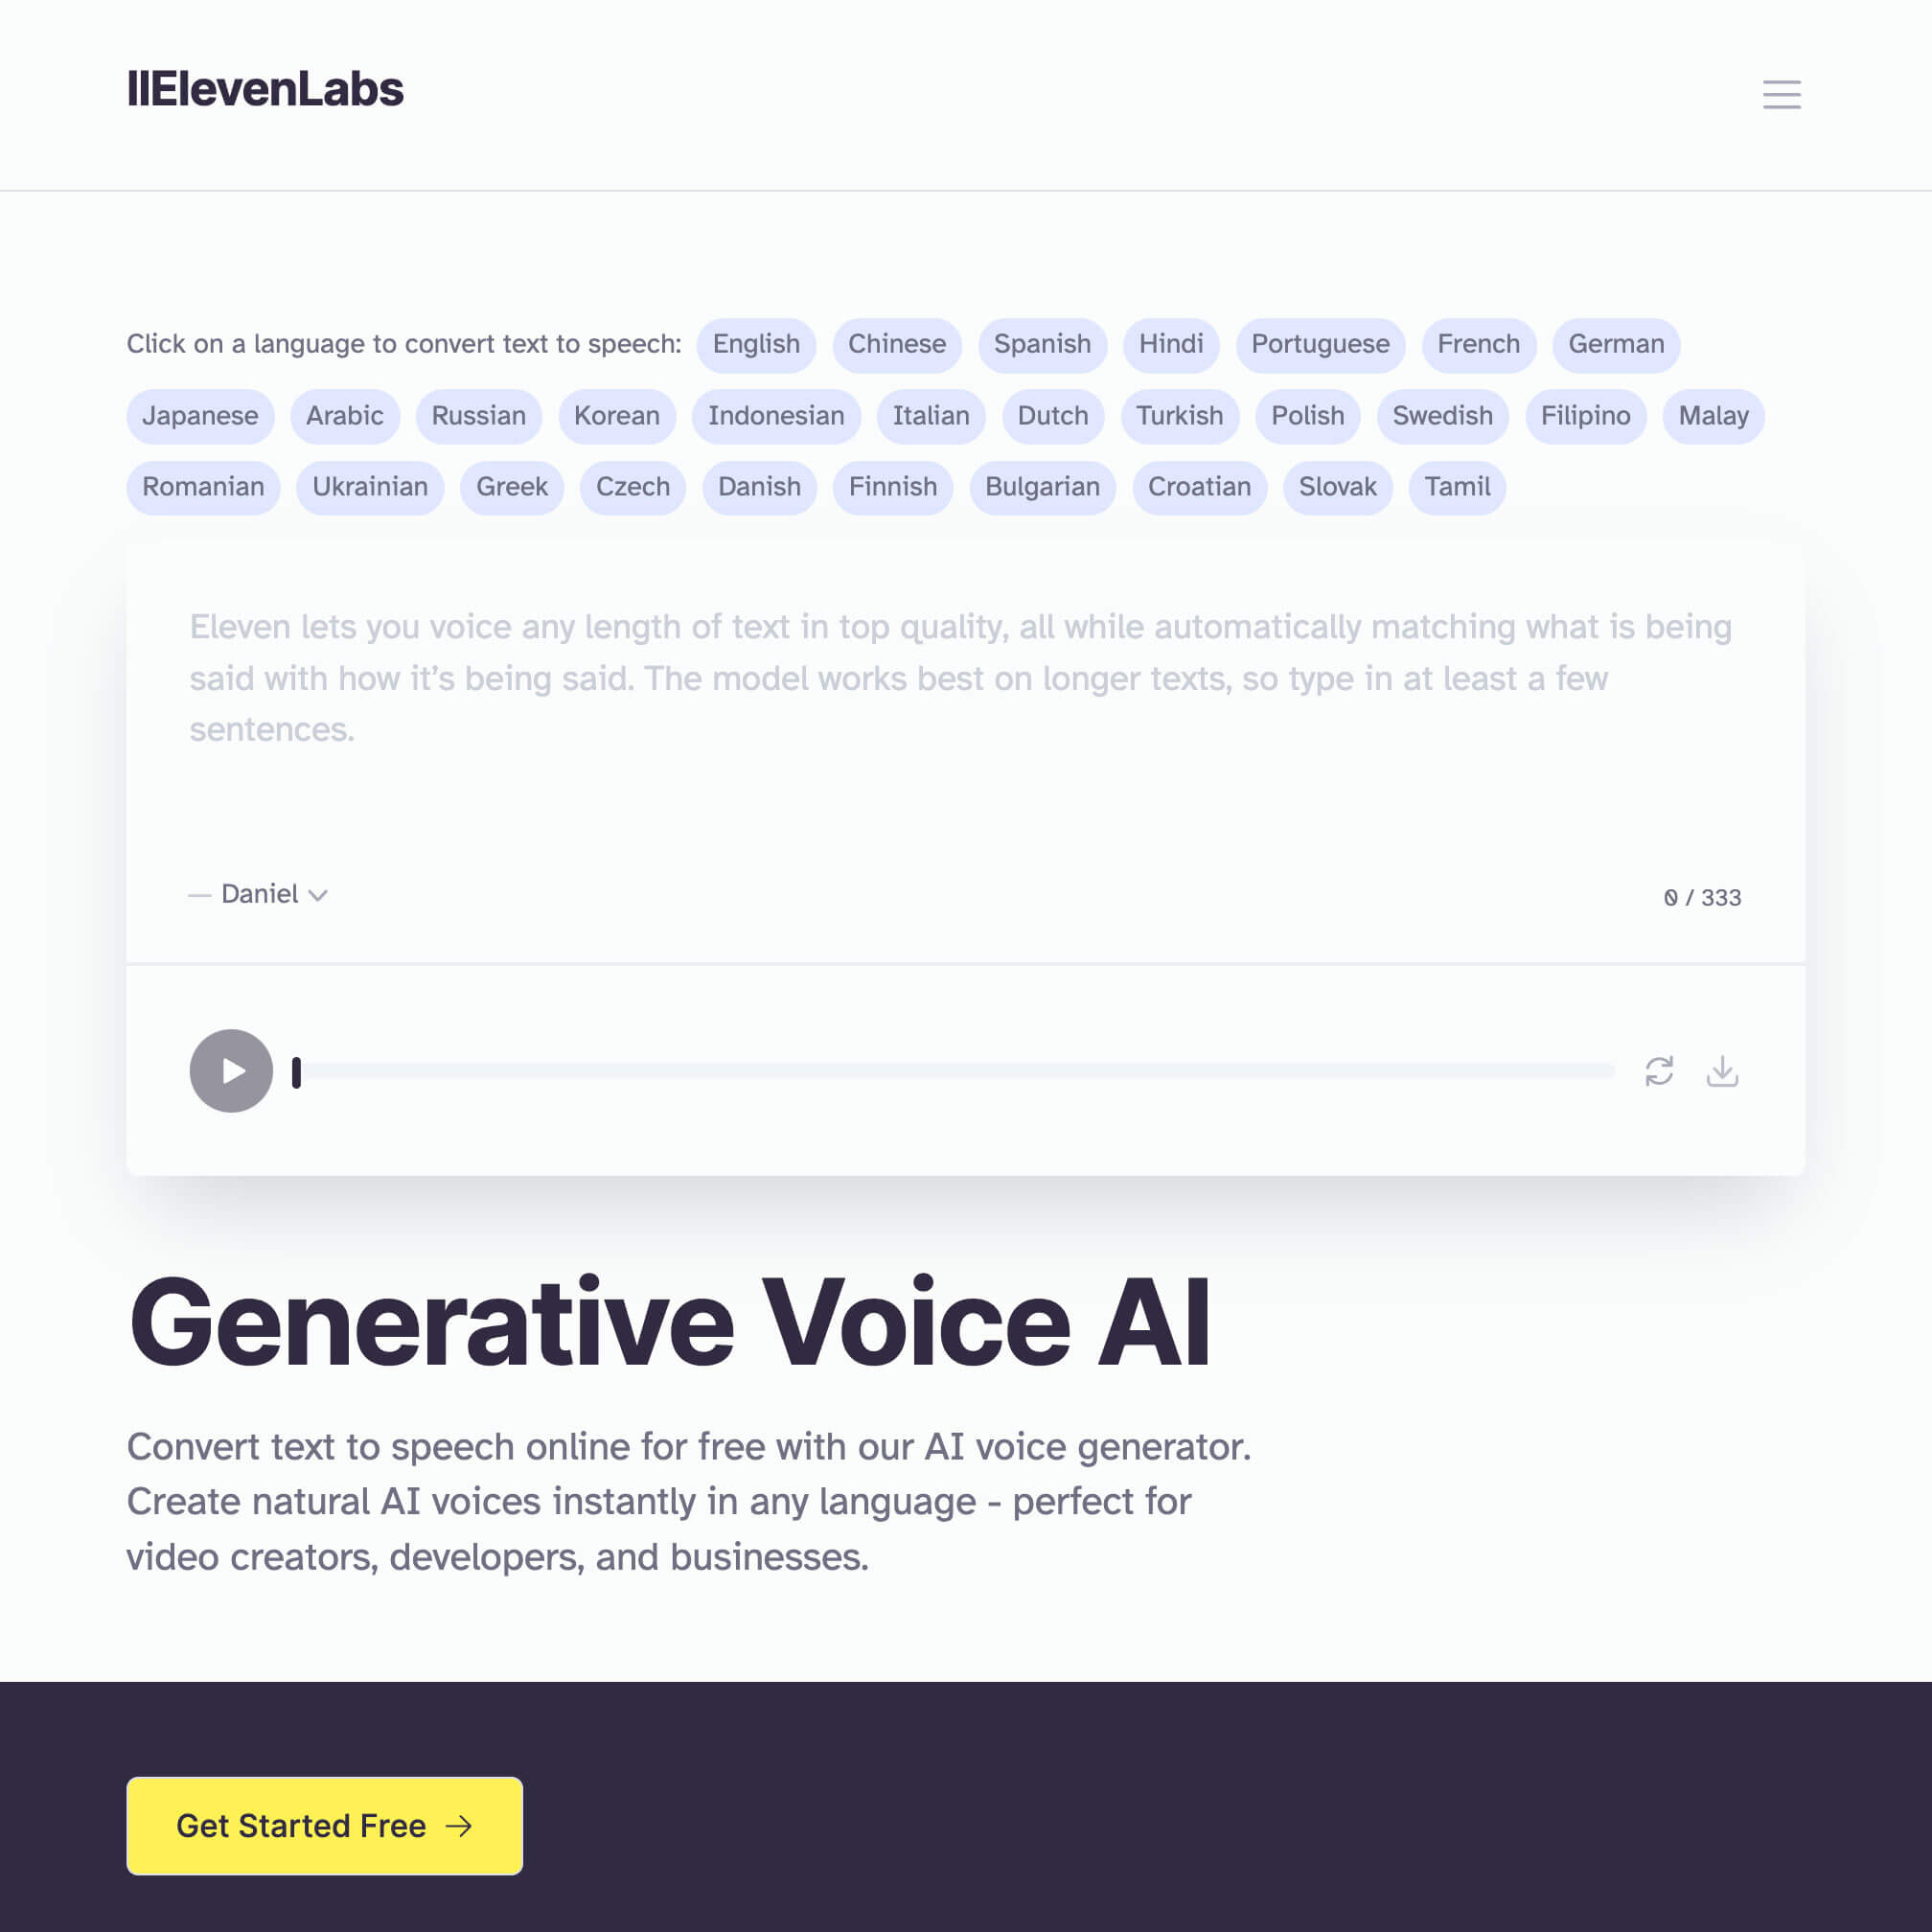 llElevenLabs
Click on a language to convert text to speech: English Chinese Spanish Hindi Portuguese French German
Japanese Arabic Russian Korean Indonesian Italian Dutch Turkish Polish Swedish Filipino Malay
Romanian Ukrainian Greek Czech Danish Finnish Bulgarian Croatian Slovak Tamil
Eleven lets you voice any length of text in top quality, all while automatically matching what is being
said with how it’s being said. The model works best on longer texts, so type in at least a few
sentences.
— Daniel
0 / 333
Generative Voice AI
Convert text to speech online for free with our AI voice generator.
Create natural AI voices instantly in any language - perfect for
video creators, developers, and businesses.
Get Started Free →